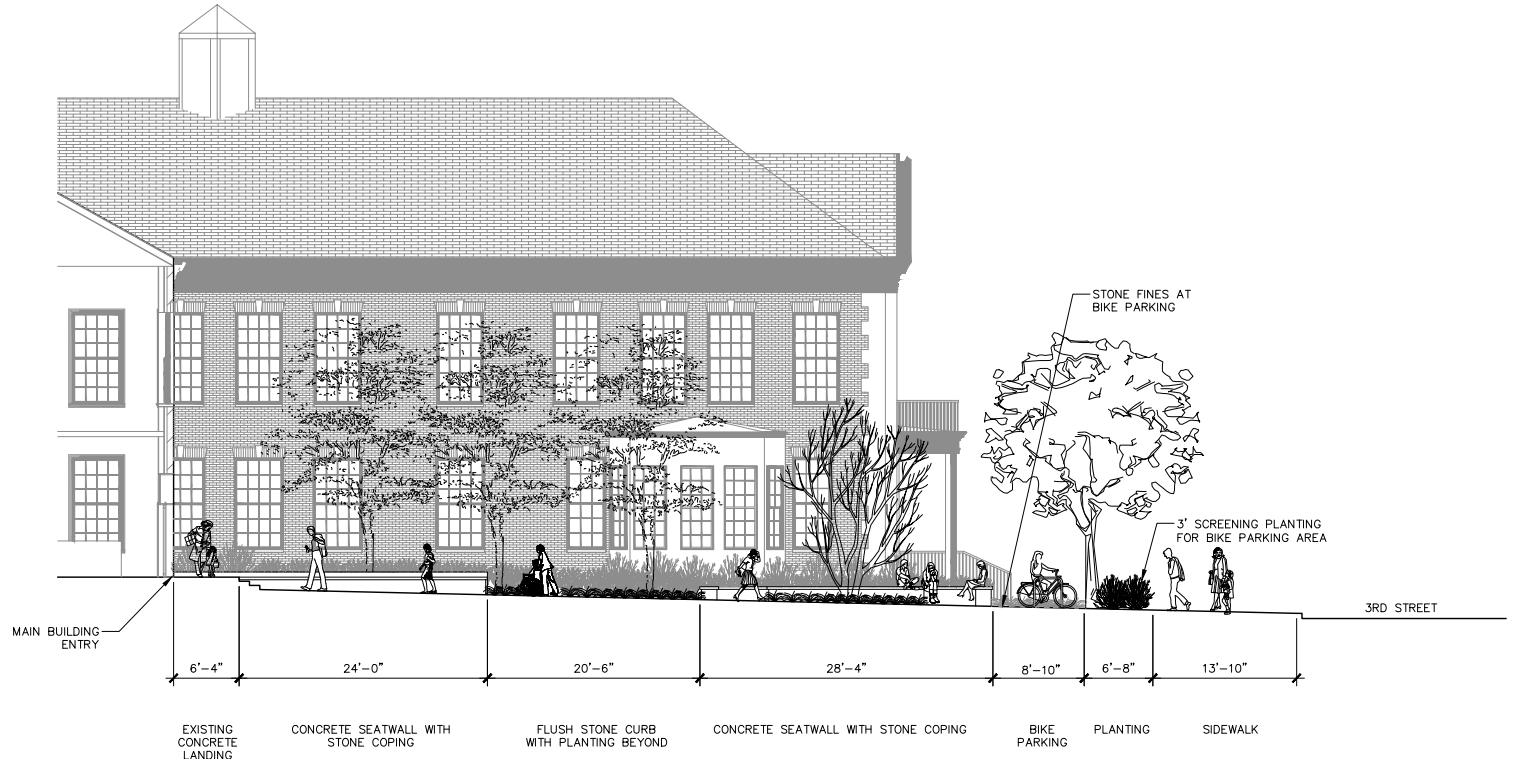 STONE FINES AT
BIKE PARKING
3' SCREENING PLANTING
FOR BIKE PARKING AREA
3RD STREET
MAIN BUILDING
ENTRY
6'-4"
24'-0"
20'-6"
28'-4"
8'-10"
6'-8"
13'-10"
EXISTING
CONCRETE
LANDING
CONCRETE SEATWALL WITH
STONE COPING
FLUSH STONE CURB
WITH PLANTING BEYOND
CONCRETE SEATWALL WITH STONE COPING
BIKE
PARKING
PLANTING
SIDEWALK